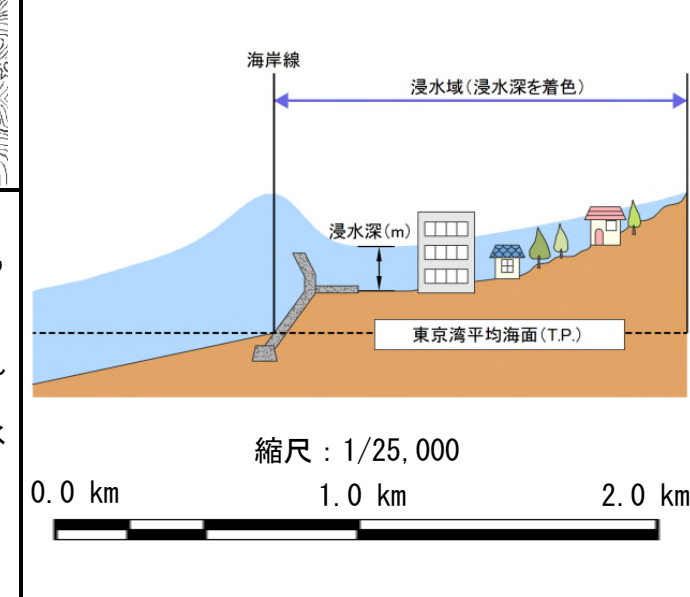 海岸線
浸水域(浸水深を着色)
浸水深(m)
東京湾平均海面(T.P.)
縮尺：1/25,000
0.0 km 1.0 km 2.0 km